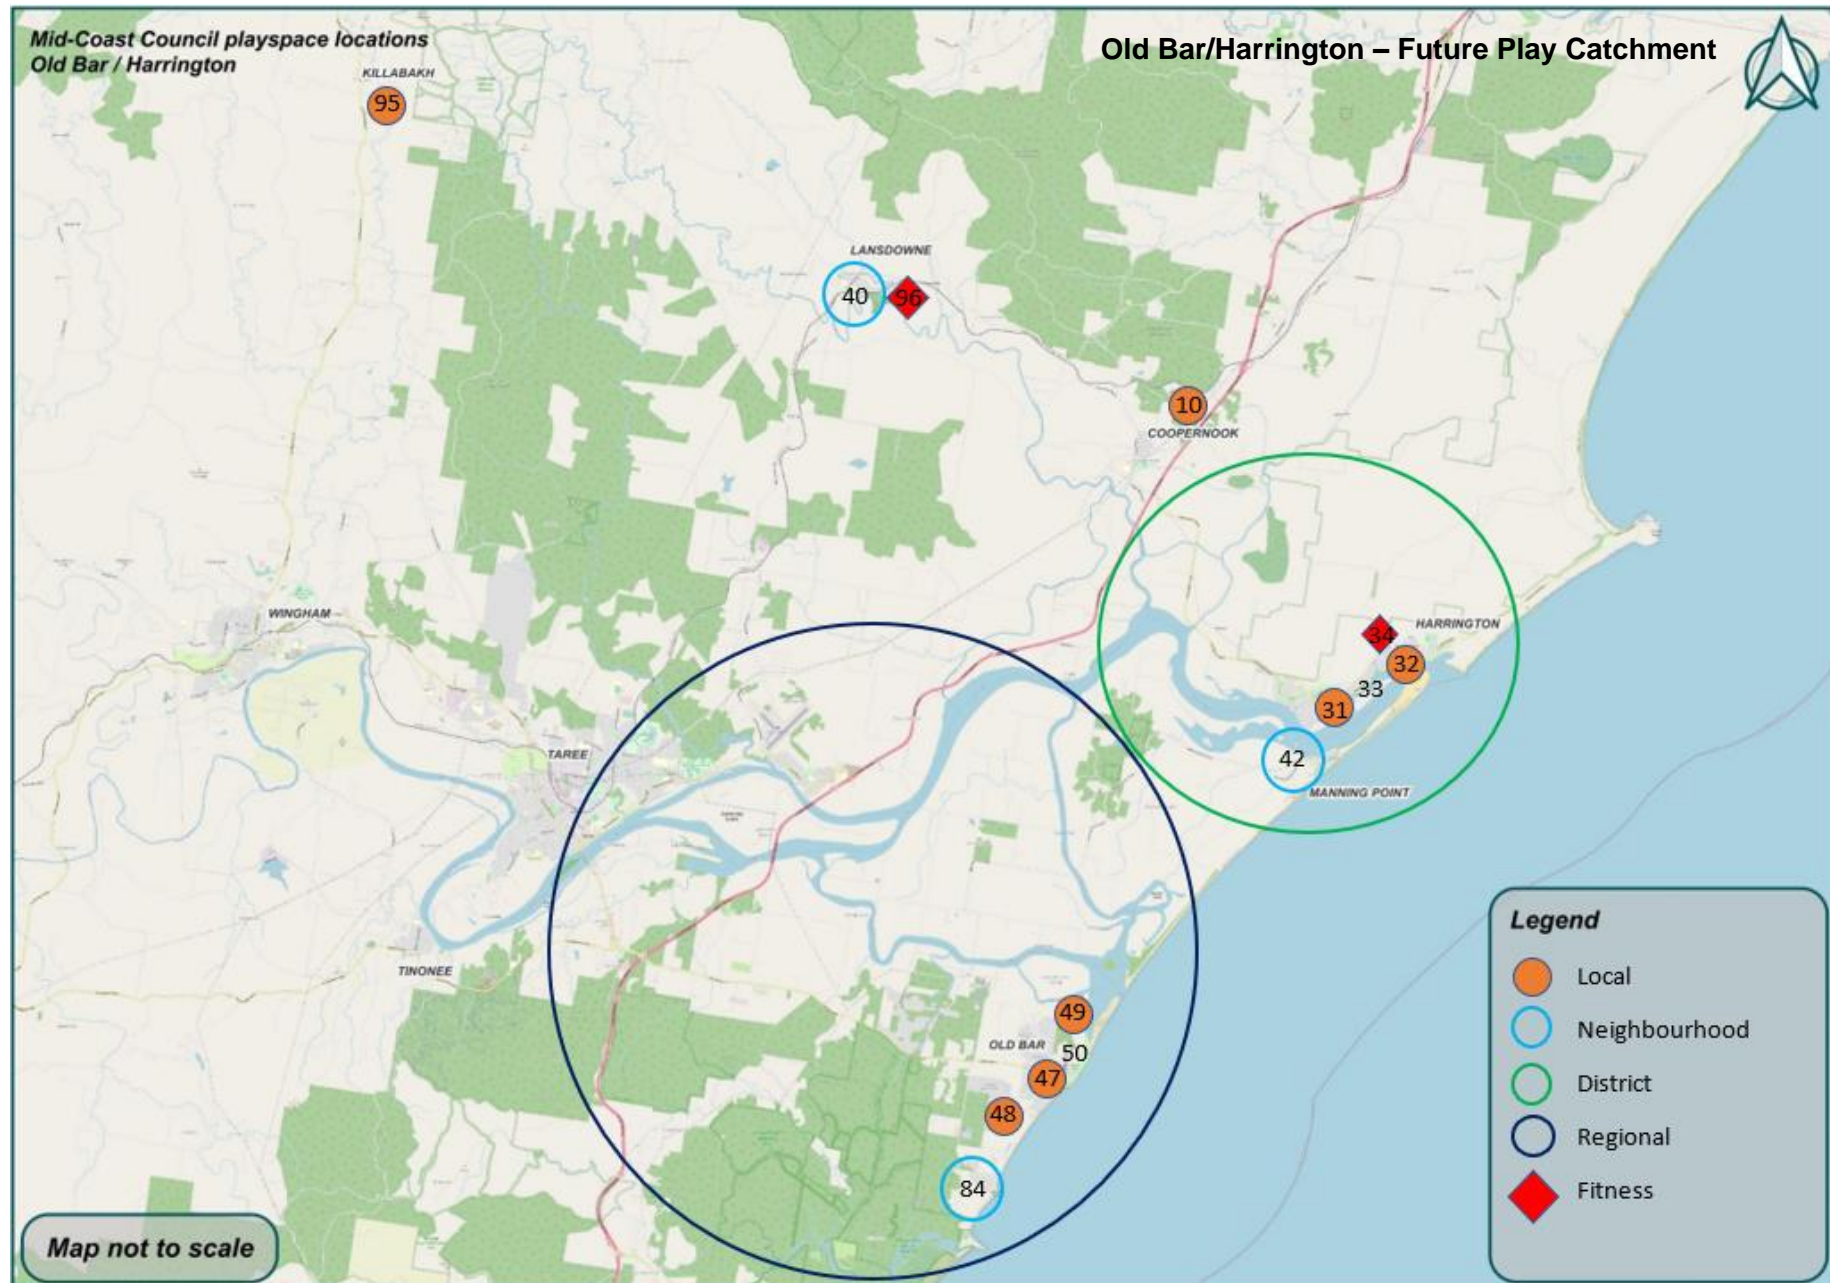 Mid-Coast Council playspace locations
Old Bar / Harrington
Old Bar/Harrington – Future Play Catchment
KILLABAKH
95
LANSDOWNE
40
96
10
COOPERNOOK
WINGHAM
34
HARRINGTON
32
33
31
42
MANNING POINT
TAREE
TINONEE
49
OLD BAR
50
47
48
84
Legend
Local
Neighbourhood
District
Regional
Fitness
Map not to scale